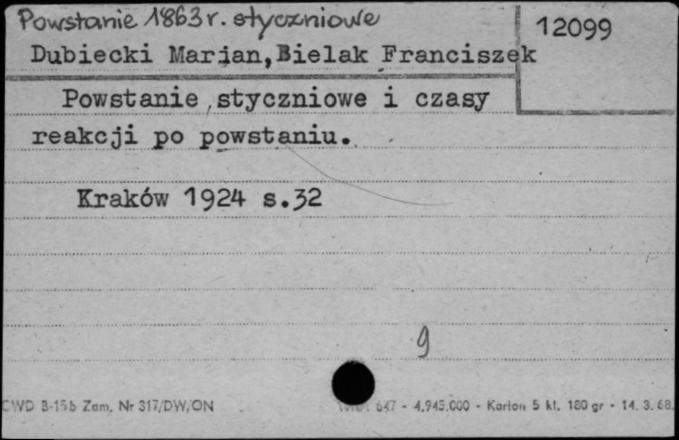 Powstanie 1863 r. styczniowe
12099
Dubiecki Marian, Bielak Franciszek
Powstanie styczniowe i czasy
reakcji po powstaniu.
Kraków 1924 s.32
9
CWD B-15b Zam. Nr 317/DW/ON 647 - 4.945.000 - Karton 5 kl. 180 gr - 14. 3. 68.